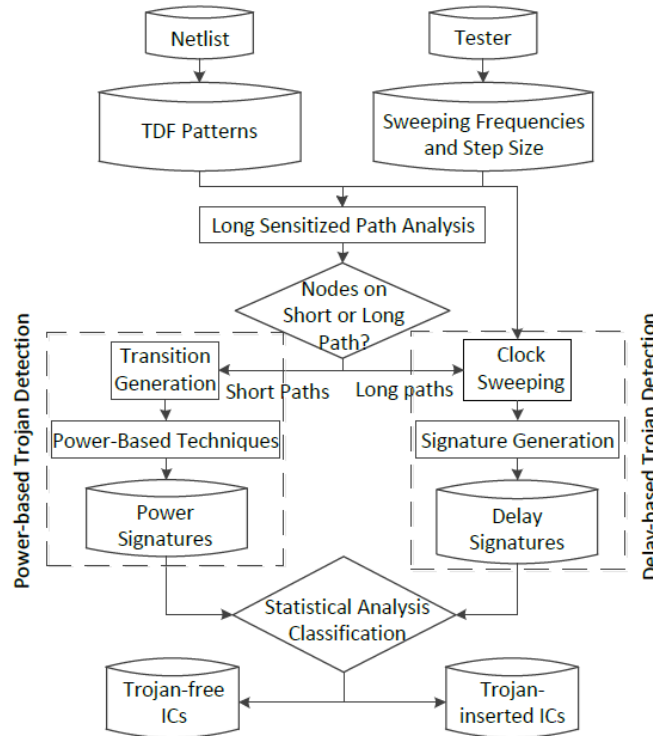 Netlist
Tester
TDF Patterns
Sweeping Frequencies
and Step Size
Long Sensitized Path Analysis
Nodes on
Short or Long
Path?
Power-based Trojan Detection
Transition
Generation
Short Paths
Long paths
Clock
Sweeping
Delay-based Trojan Detection
Power-Based Techniques
Signature Generation
Power
Signatures
Delay
Signatures
Statistical Analysis
Classification
Trojan-free
ICs
Trojan-
inserted ICs